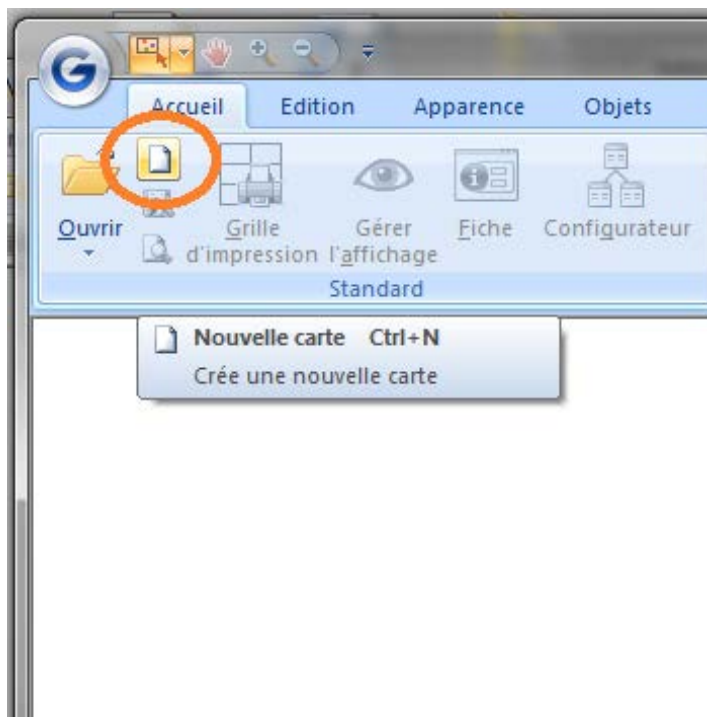 G
Accueil Edition Apparence Objets
Ouvrir Grille Gérer Fiche Configurateur
d'impression l'affichage
Standard
Nouvelle carte Ctrl+N
Crée une nouvelle carte